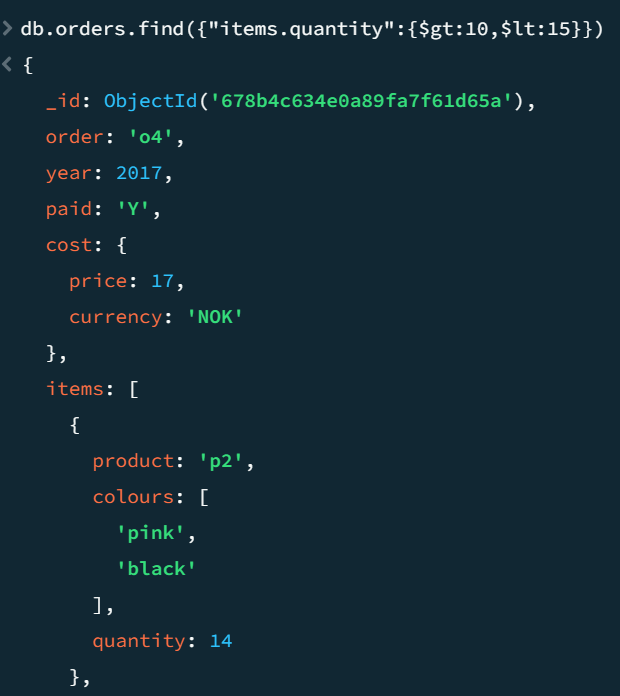 > db.orders.find({"items.quantity":{$gt:10,$lt:15}})
< {
_id: ObjectId('678b4c634e0a89fa7f61d65a'),
order: 'o4',
year: 2017,
paid: 'Y',
cost: {
price: 17,
currency: 'NOK'
},
items: [
{
product: 'p2',
colours: [
'pink',
'black'
],
quantity: 14
},